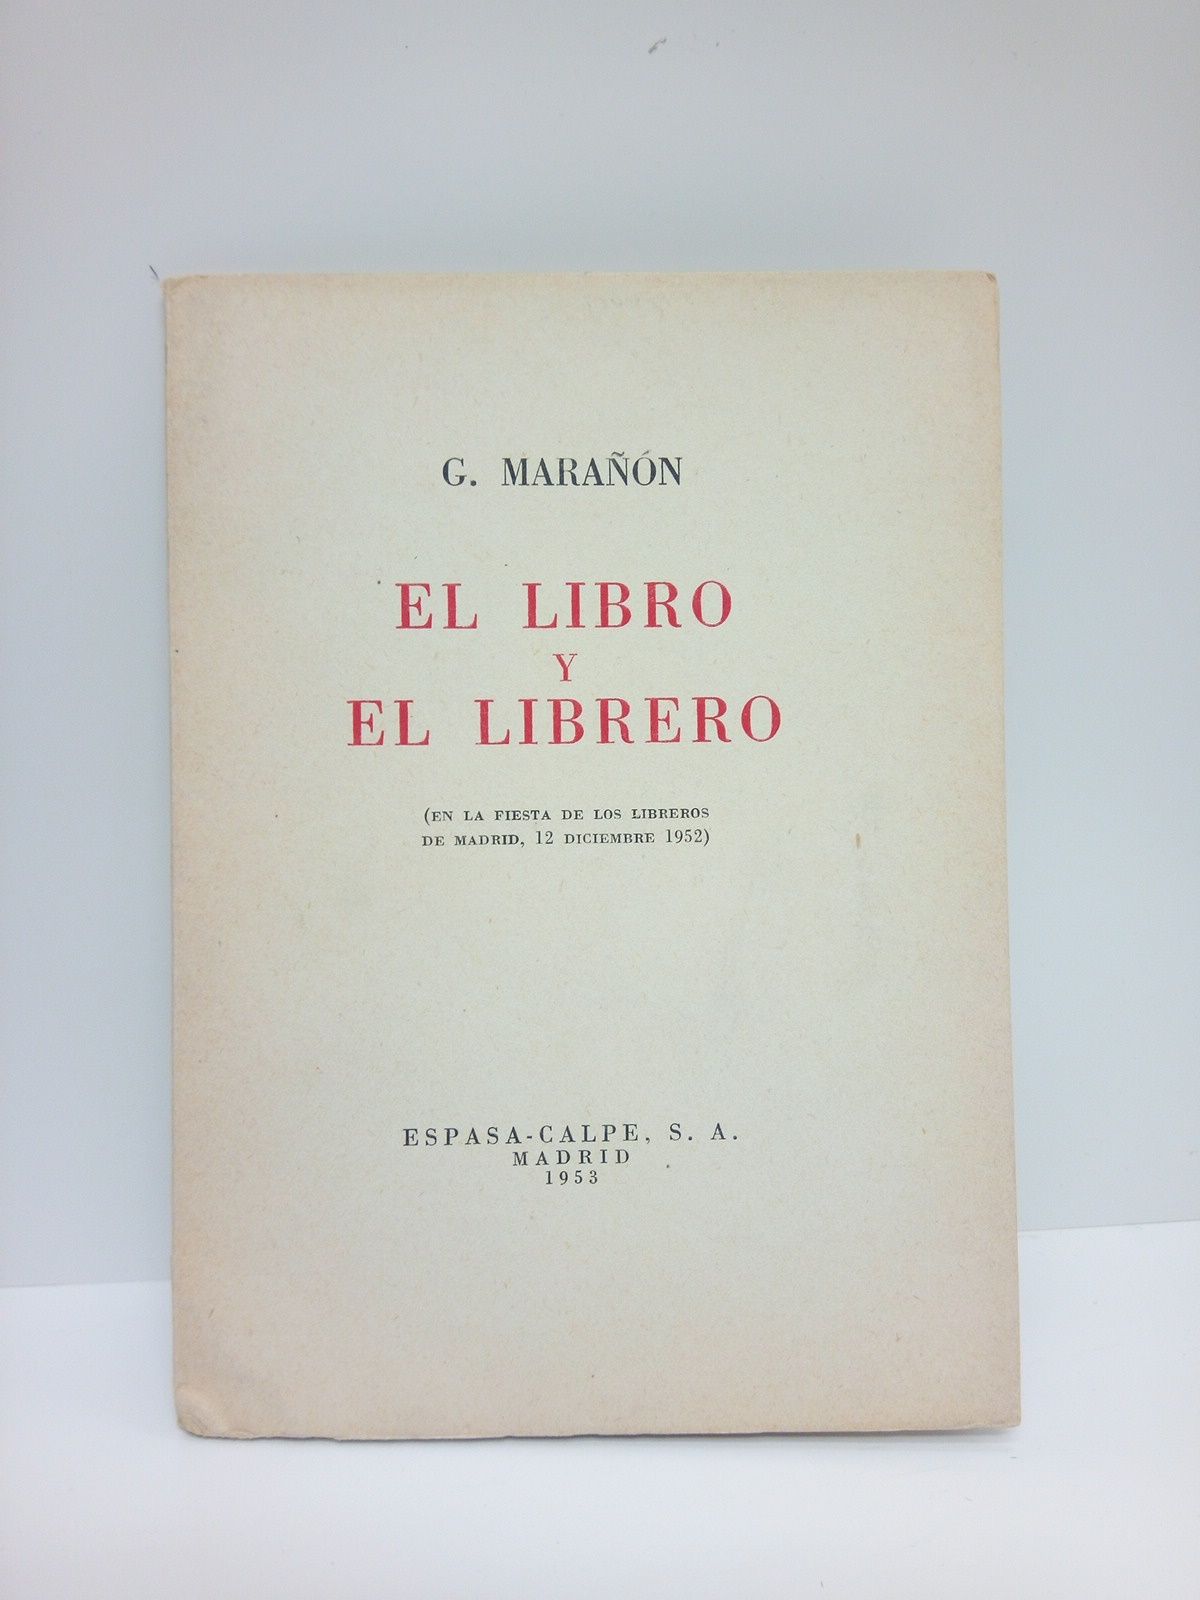 G. MARAÑÓN
EL LIBRO
Y
EL LIBRERO
(EN LA FIESTA DE LOS LIBREROS
DE MADRID, 12 DICIEMBRE 1952)
ESPASA-CALPE, S. A.
MADRID
1953